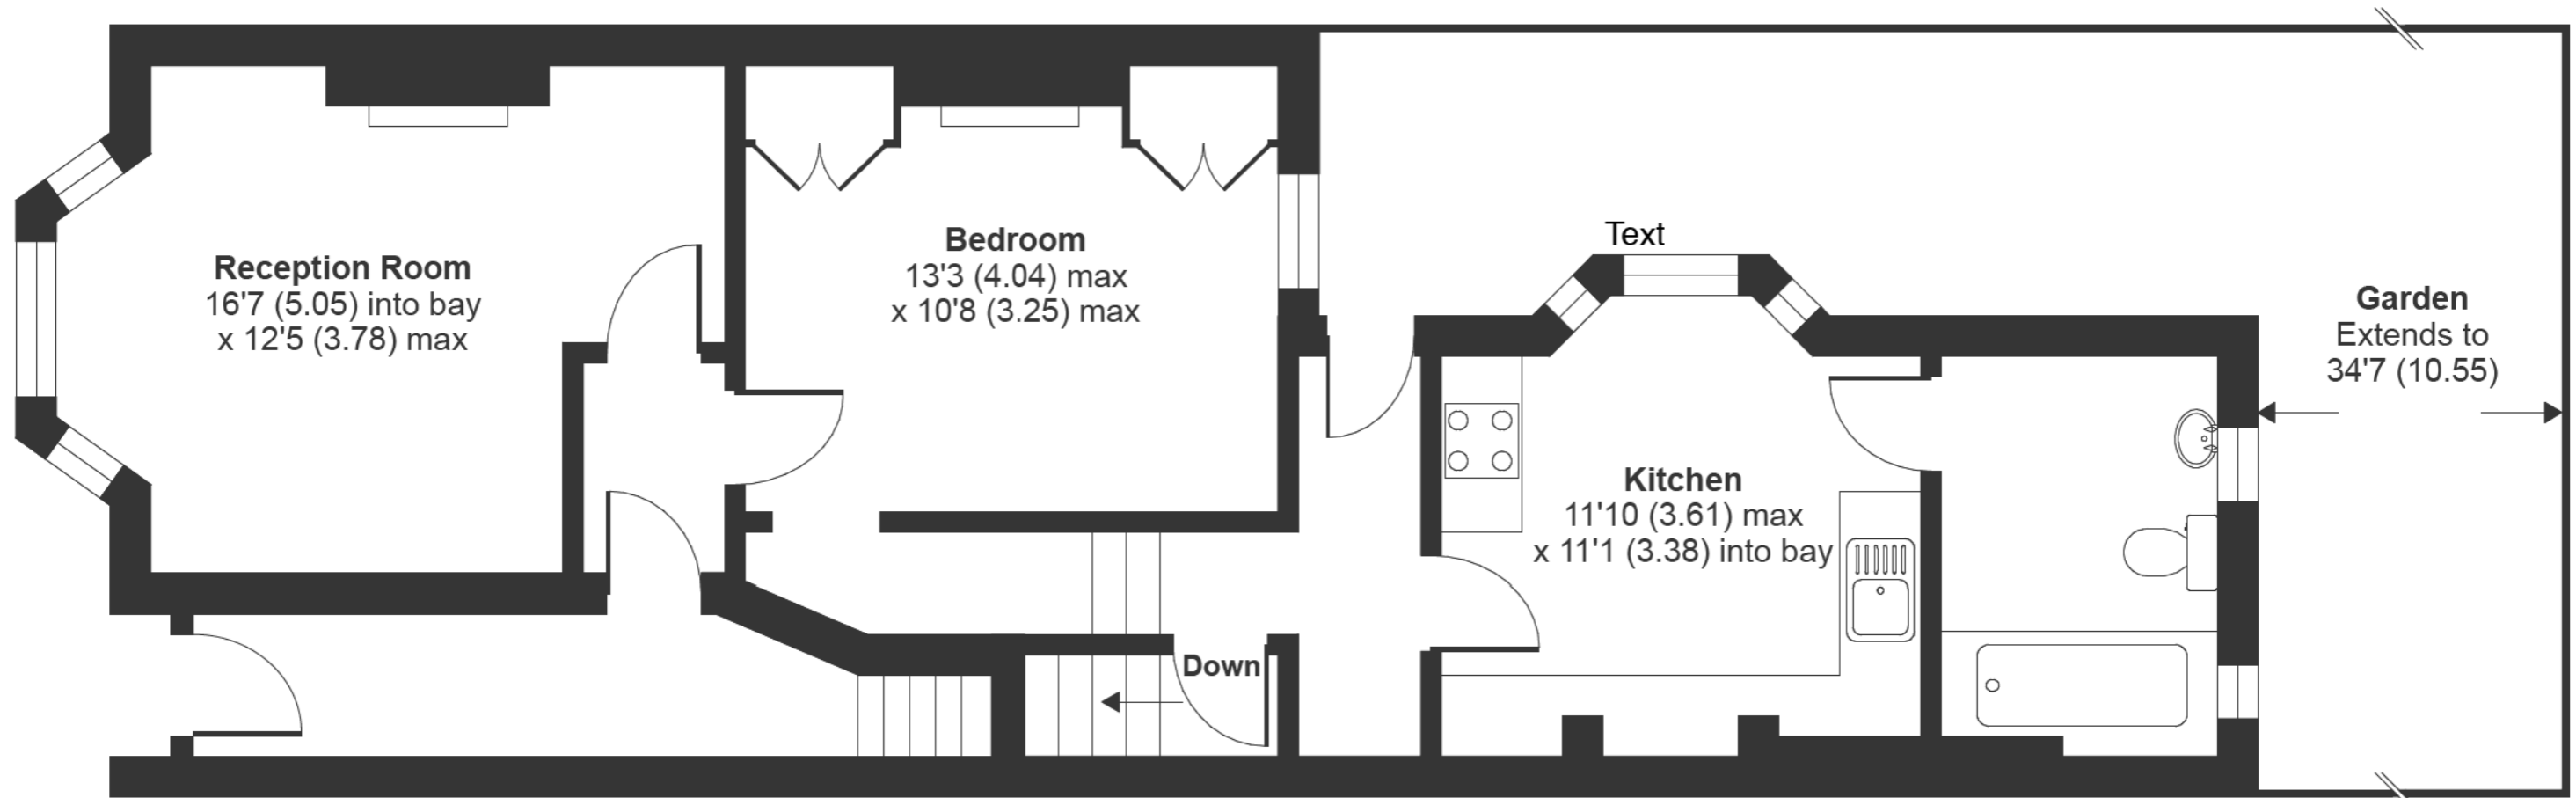 Reception Room
16'7 (5.05) into bay
x 12'5 (3.78) max
Bedroom
13'3 (4.04) max
x 10'8 (3.25) max
Text
Kitchen
11'10 (3.61) max
x 11'1 (3.38) into bay
Garden
Extends to
34'7 (10.55)
Down